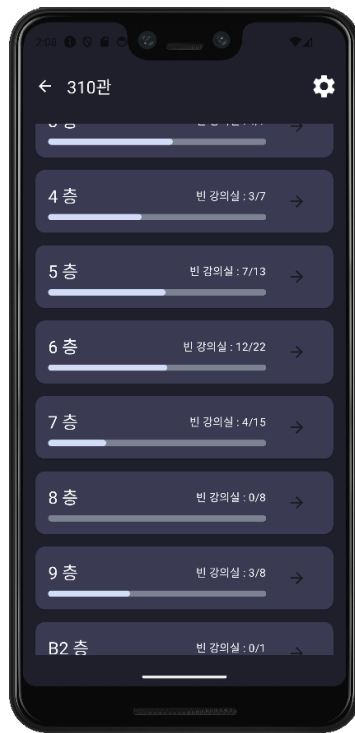 2:08
310관
4 층
빈 강의실 : 3/7
5 층
빈 강의실 : 7/13
6 층
빈 강의실 : 12/22
7 층
빈 강의실 : 4/15
8 층
빈 강의실 : 0/8
9 층
빈 강의실 : 3/8
B2 층
빈 강의실 : 0/1